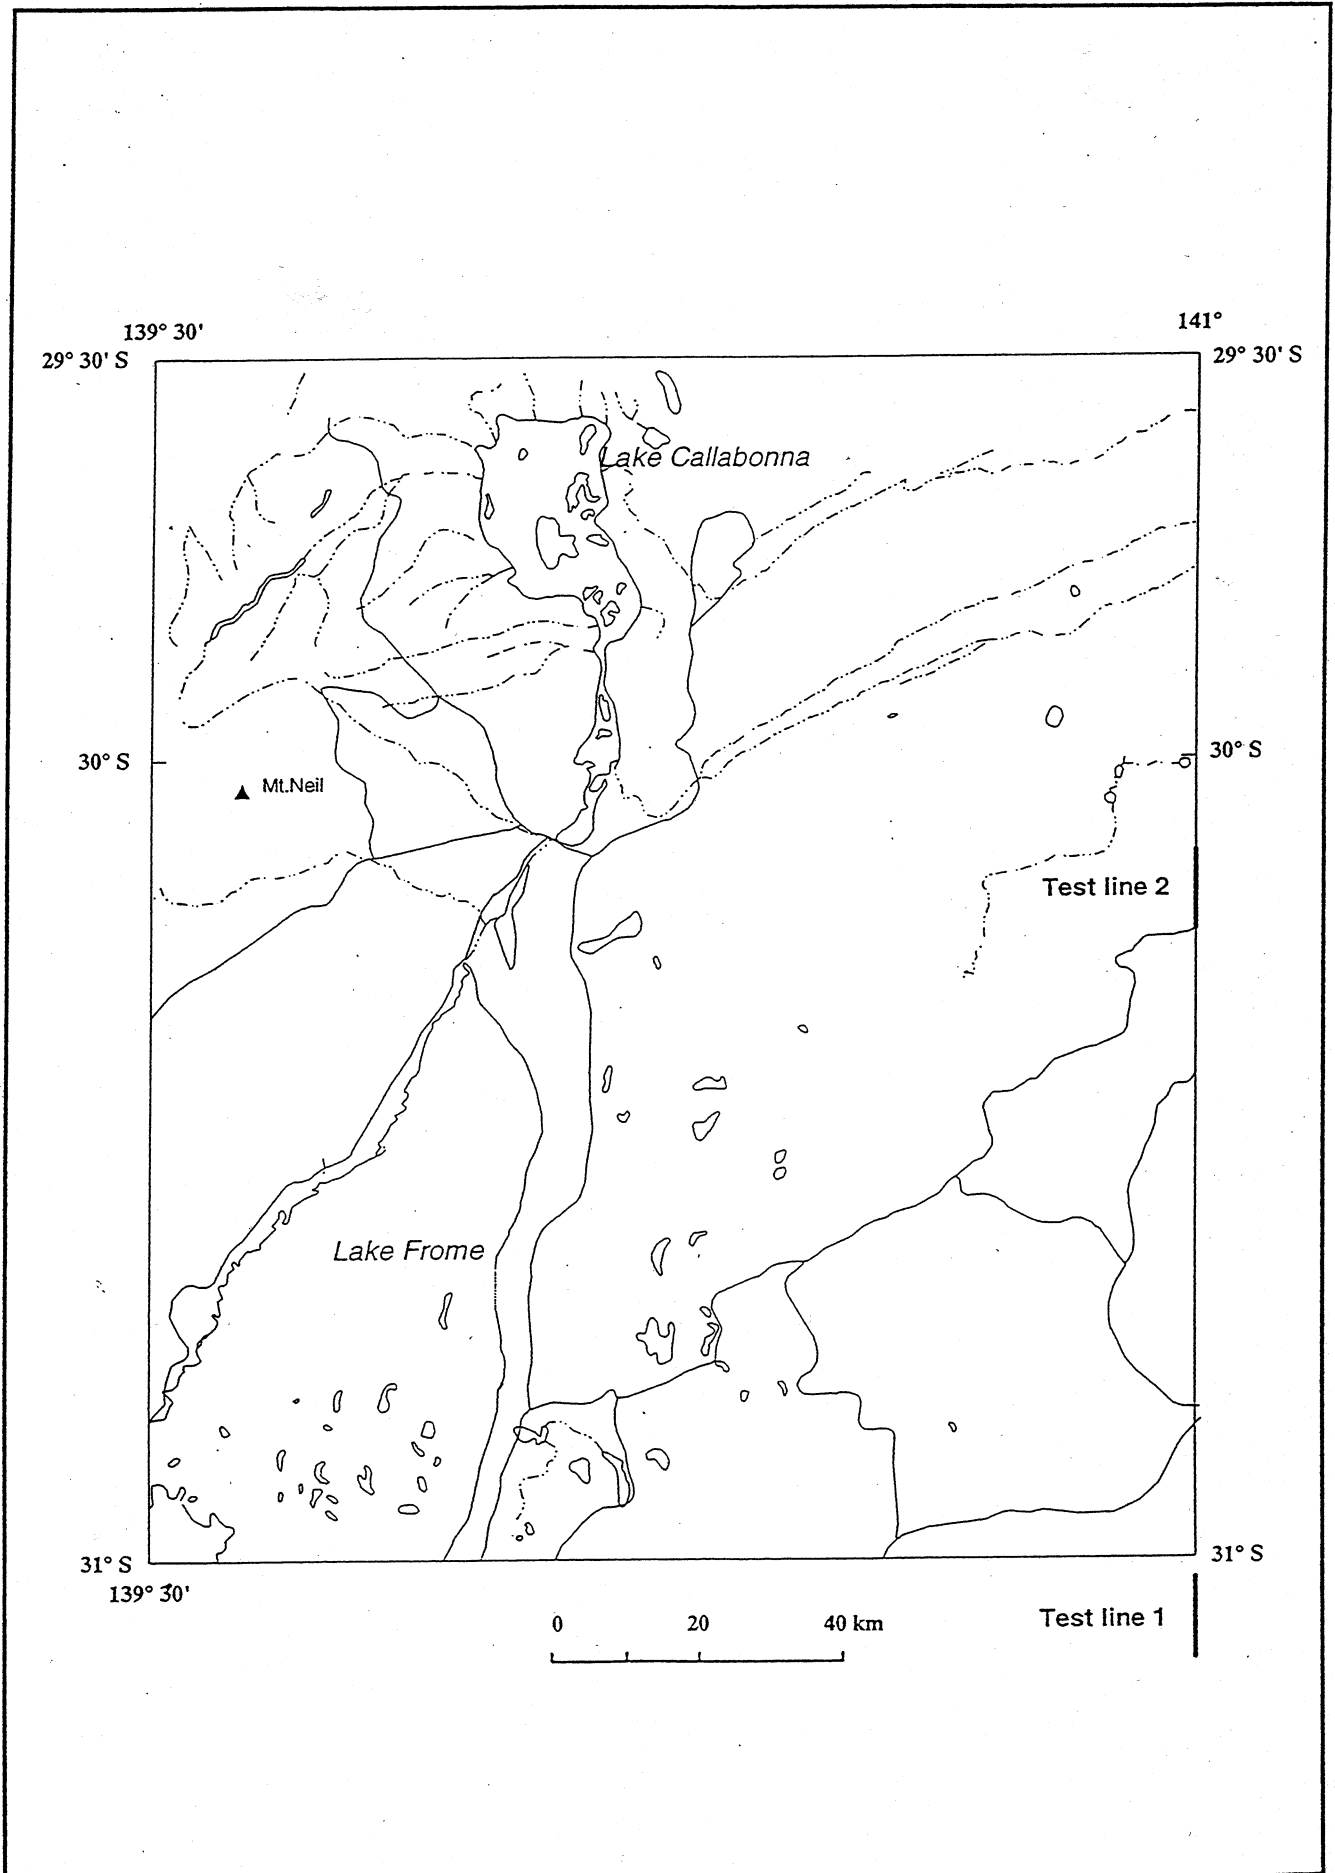 139° 30'
141°
29° 30' S
29° 30' S
Lake Callabonna
30° S
30° S
Mt.Neil
Test line 2
Lake Frome
31° S
31° S
139° 30'
0 20 40 km
Test line 1